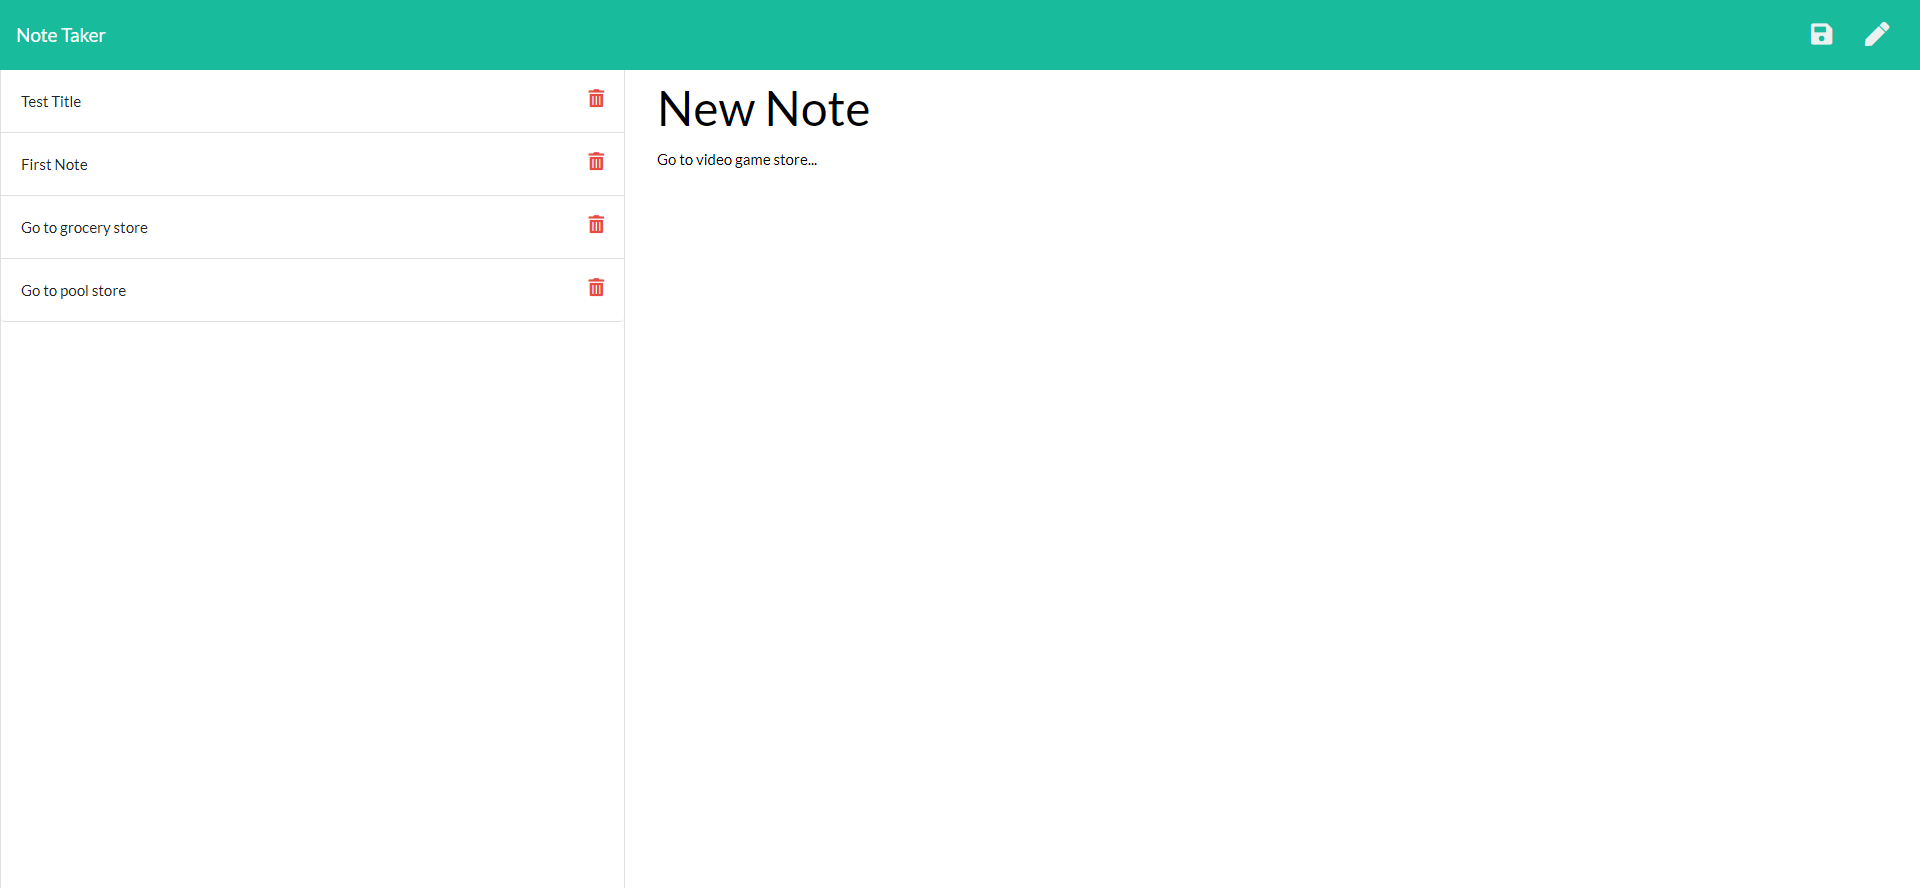 Note Taker
Test Title
First Note
Go to grocery store
Go to pool store
New Note
Go to video game store...